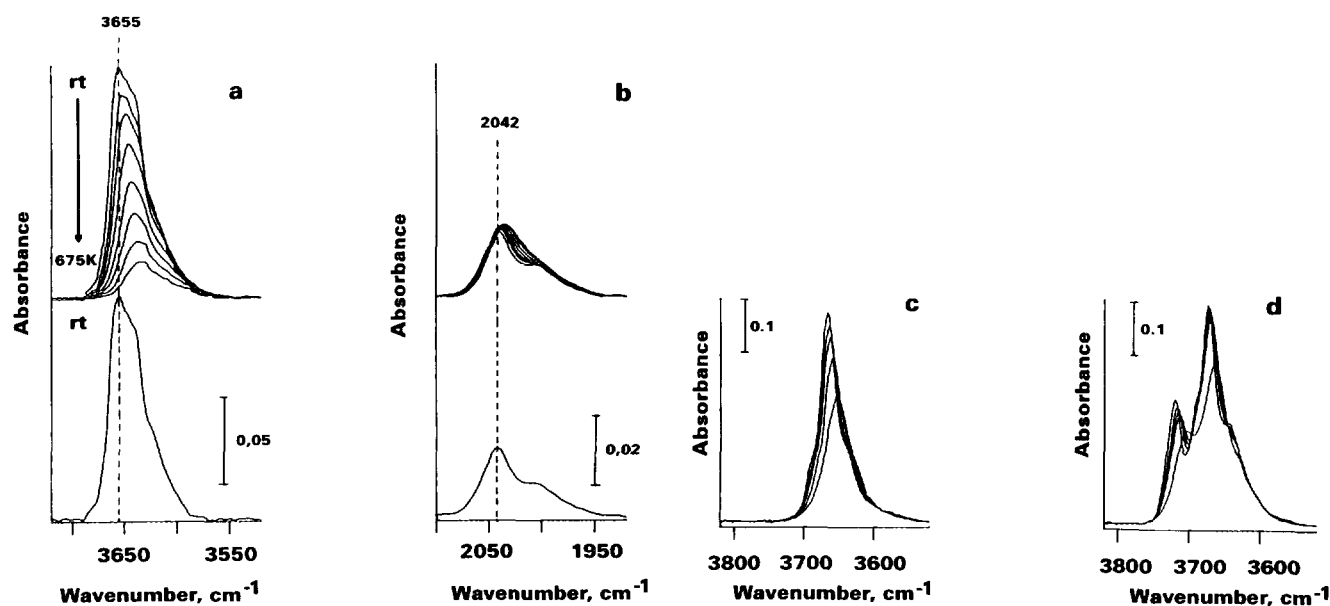 3655
rt
a
675K
rt
0,05
Absorbance
3650
3550
Wavenumber, cm-1
b
2042
0,02
Absorbance
2050
1950
Wavenumber, cm-1
c
0.1
Absorbance
3800
3700
3600
Wavenumber, cm-1
d
0.1
Absorbance
3800
3700
3600
Wavenumber, cm-1